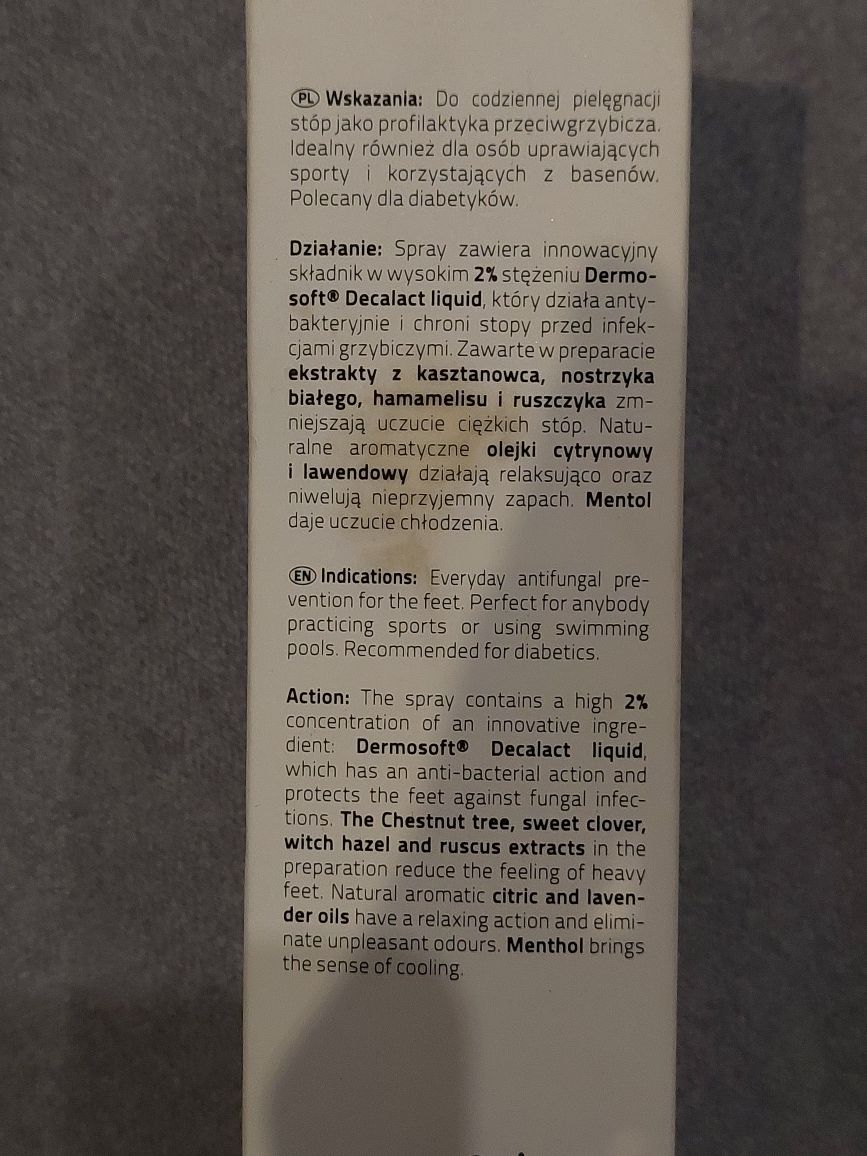 PL Wskazania: Do codziennej pielęgnacji
stóp jako profilaktyka przeciwgrzybicza.
Idealny również dla osób uprawiających
sporty i korzystających z basenów.
Polecany dla diabetyków.
Działanie: Spray zawiera innowacyjny
składnik w wysokim 2% stężeniu Dermo-
soft® Decalact liquid, który działa anty-
bakteryjnie i chroni stopy przed infek-
cjami grzybiczymi. Zawarte w preparacie
ekstrakty z kasztanowca, nostrzyka
białego, hamamelisu i ruszczyka zm-
niejszają uczucie ciężkich stóp. Natu-
ralne aromatyczne olejki cytrynowy
i lawendowy działają relaksująco oraz
niwelują nieprzyjemny zapach. Mentol
daje uczucie chłodzenia.
EN Indications: Everyday antifungal pre-
vention for the feet. Perfect for anybody
practicing sports or using swimming
pools. Recommended for diabetics.
Action: The spray contains a high 2%
concentration of an innovative ingre-
dient: Dermosoft® Decalact liquid,
which has an anti-bacterial action and
protects the feet against fungal infec-
tions. The Chestnut tree, sweet clover,
witch hazel and ruscus extracts in the
preparation reduce the feeling of heavy
feet. Natural aromatic citric and laven-
der oils have a relaxing action and elimi-
nate unpleasant odours. Menthol brings
the sense of cooling.